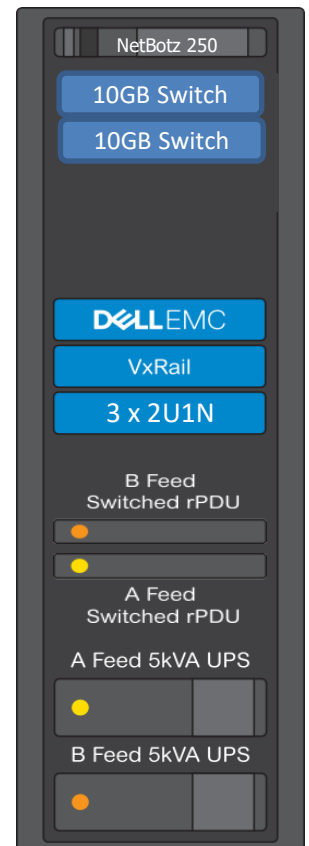 NetBotz 250
10GB Switch
10GB Switch
DELLEMC
VxRail
3 x 2U1N
B Feed
Switched rPDU
A Feed
Switched rPDU
A Feed 5kVA UPS
B Feed 5kVA UPS